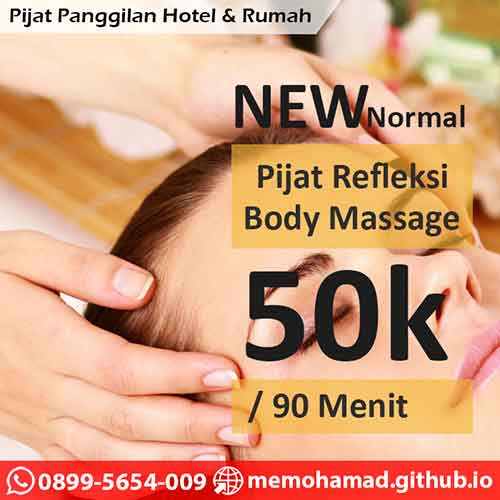 Pijat Panggilan Hotel & Rumah
NEW Normal
Pijat Refleksi
Body Massage
50k
/ 90 Menit
0899-5654-009 memohamad.github.io